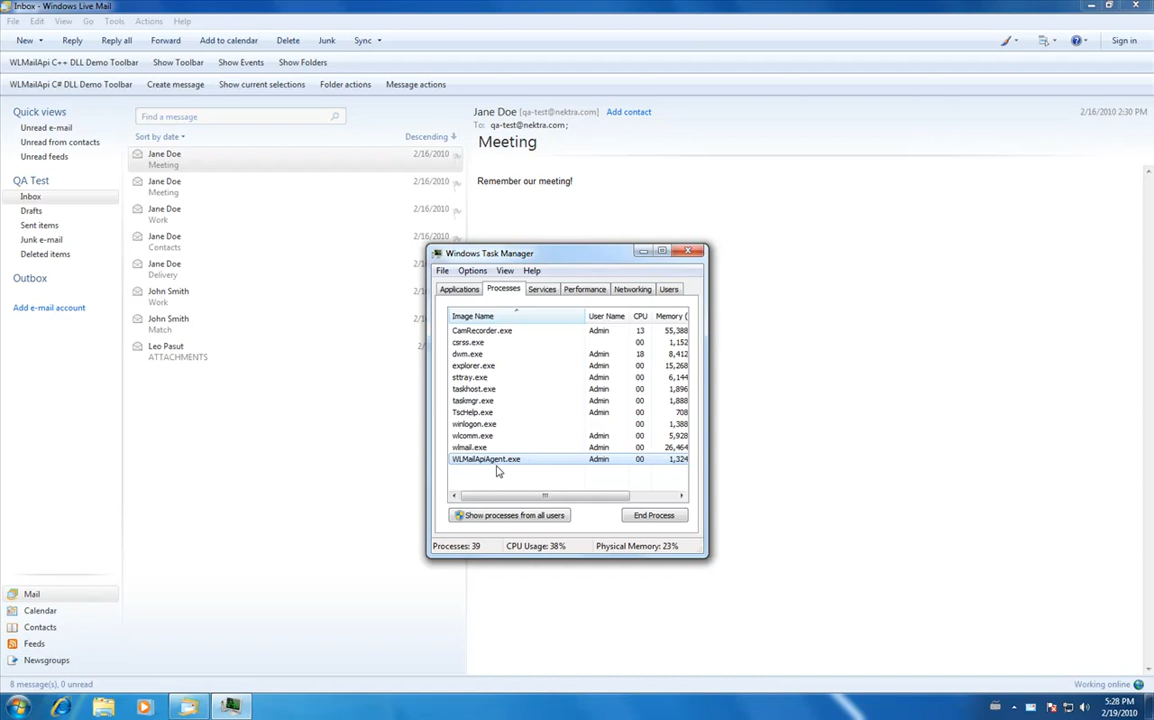 Inbox - Windows Live Mail
File Edit View Go Tools Actions Help
New Reply Reply all Forward Add to calendar Delete Junk Sync Sign in
WLMailApi C++ DLL Demo Toolbar Show Toolbar Show Events Show Folders
WLMailApi C# DLL Demo Toolbar Create message Show current selections Folder actions Message actions
Quick views
Unread e-mail
Unread from contacts
Unread feeds
QA Test
Inbox
Drafts
Sent items
Junk e-mail
Deleted items
Outbox
Add e-mail account
Mail
Calendar
Contacts
Feeds
Newsgroups
Find a message
Sort by date Descending
Jane Doe 2/16/2010
Meeting
Jane Doe 2/16/2010
Meeting
Jane Doe 2/16/2010
Work
Jane Doe 2/16/2010
Contacts
Jane Doe
Delivery
John Smith
Work
John Smith
Match
Leo Pasut
ATTACHMENTS
Jane Doe [qa-test@nektra.com] Add contact 2/16/2010 2:30 PM
To: qa-test@nektra.com;
Meeting
Remember our meeting!
Windows Task Manager
File Options View Help
Applications Processes Services Performance Networking Users
Image Name User Name CPU Memory (
CamRecorder.exe Admin 13 55,388
csrss.exe 00 1,152
dwm.exe Admin 18 8,412
explorer.exe Admin 00 15,268
sttray.exe Admin 00 6,144
taskhost.exe Admin 00 1,896
taskmgr.exe Admin 00 1,888
TscHelp.exe Admin 00 708
winlogon.exe 00 1,388
wlcomm.exe Admin 00 5,928
wlmail.exe Admin 00 26,464
WLMailApiAgent.exe Admin 00 1,324
Show processes from all users End Process
Processes: 39 CPU Usage: 38% Physical Memory: 23%
8 message(s), 0 unread Working online
5:28 PM
2/19/2010